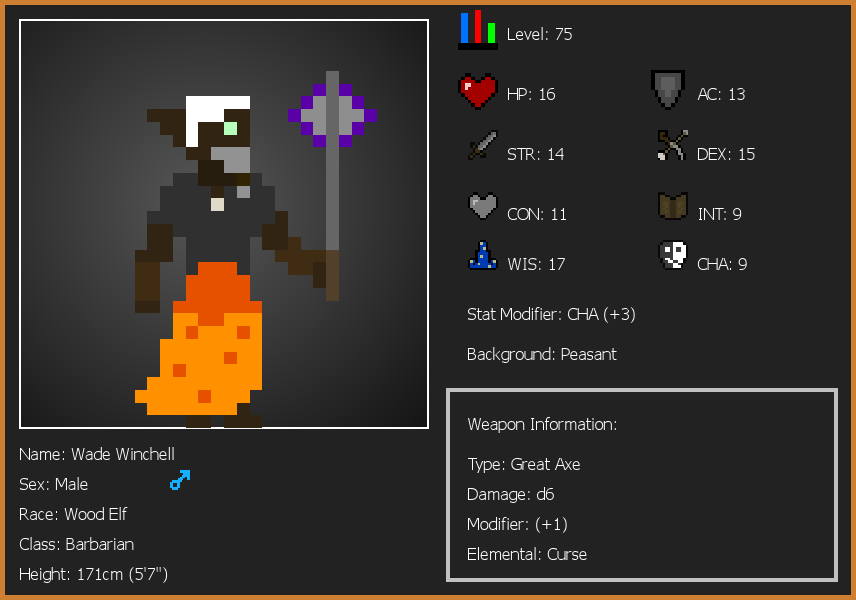 Level: 75
HP: 16
AC: 13
STR: 14
DEX: 15
CON: 11
INT: 9
WIS: 17
CHA: 9
Stat Modifier: CHA (+3)
Background: Peasant
Weapon Information:
Type: Great Axe
Damage: d6
Modifier: (+1)
Elemental: Curse
Name: Wade Winchell
Sex: Male
Race: Wood Elf
Class: Barbarian
Height: 171cm (5'7")